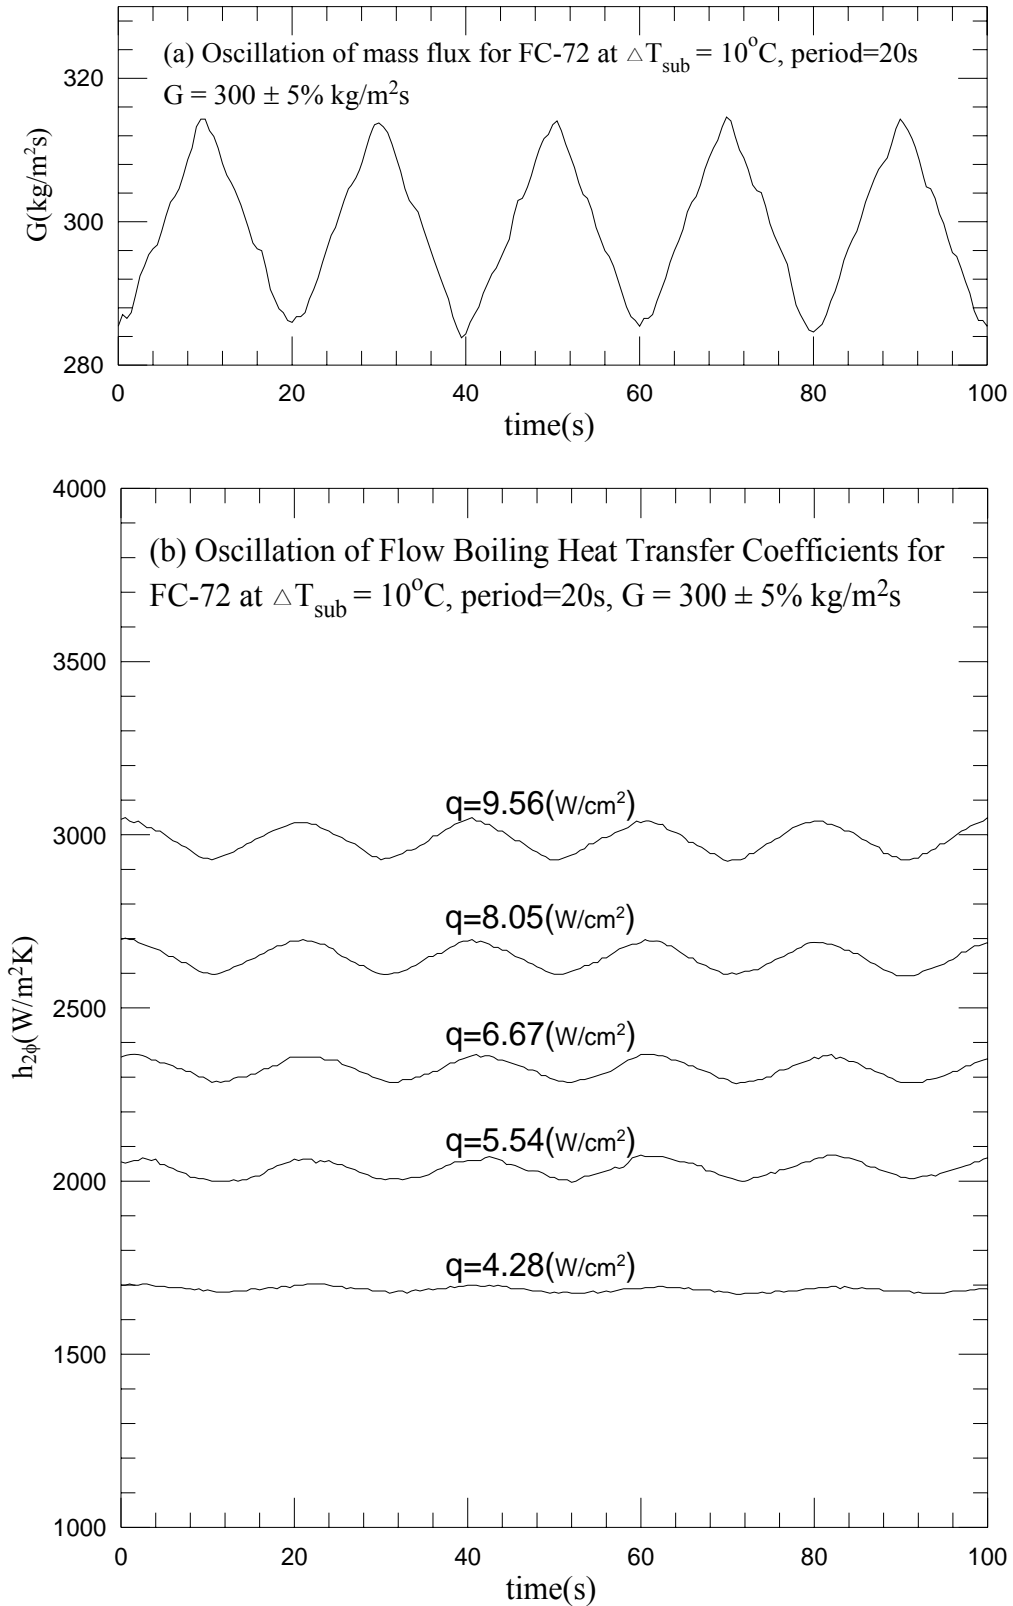 (a) Oscillation of mass flux for FC-72 at △T_sub = 10°C, period=20s
G = 300 ± 5% kg/m²s
320
300
280
G(kg/m²s)
0 20 40 60 80 100
time(s)
4000
(b) Oscillation of Flow Boiling Heat Transfer Coefficients for
FC-72 at △T_sub = 10°C, period=20s, G = 300 ± 5% kg/m²s
3500
q=9.56(W/cm²)
3000
q=8.05(W/cm²)
2500
q=6.67(W/cm²)
h_2ϕ(W/m²K)
q=5.54(W/cm²)
2000
q=4.28(W/cm²)
1500
1000
0 20 40 60 80 100
time(s)